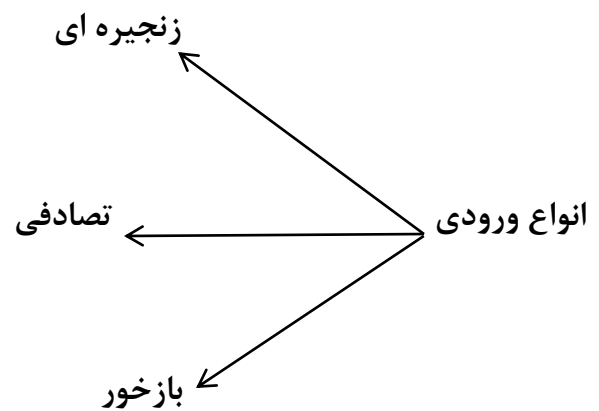 زنجیره ای
انواع ورودی
تصادفی
بازخور